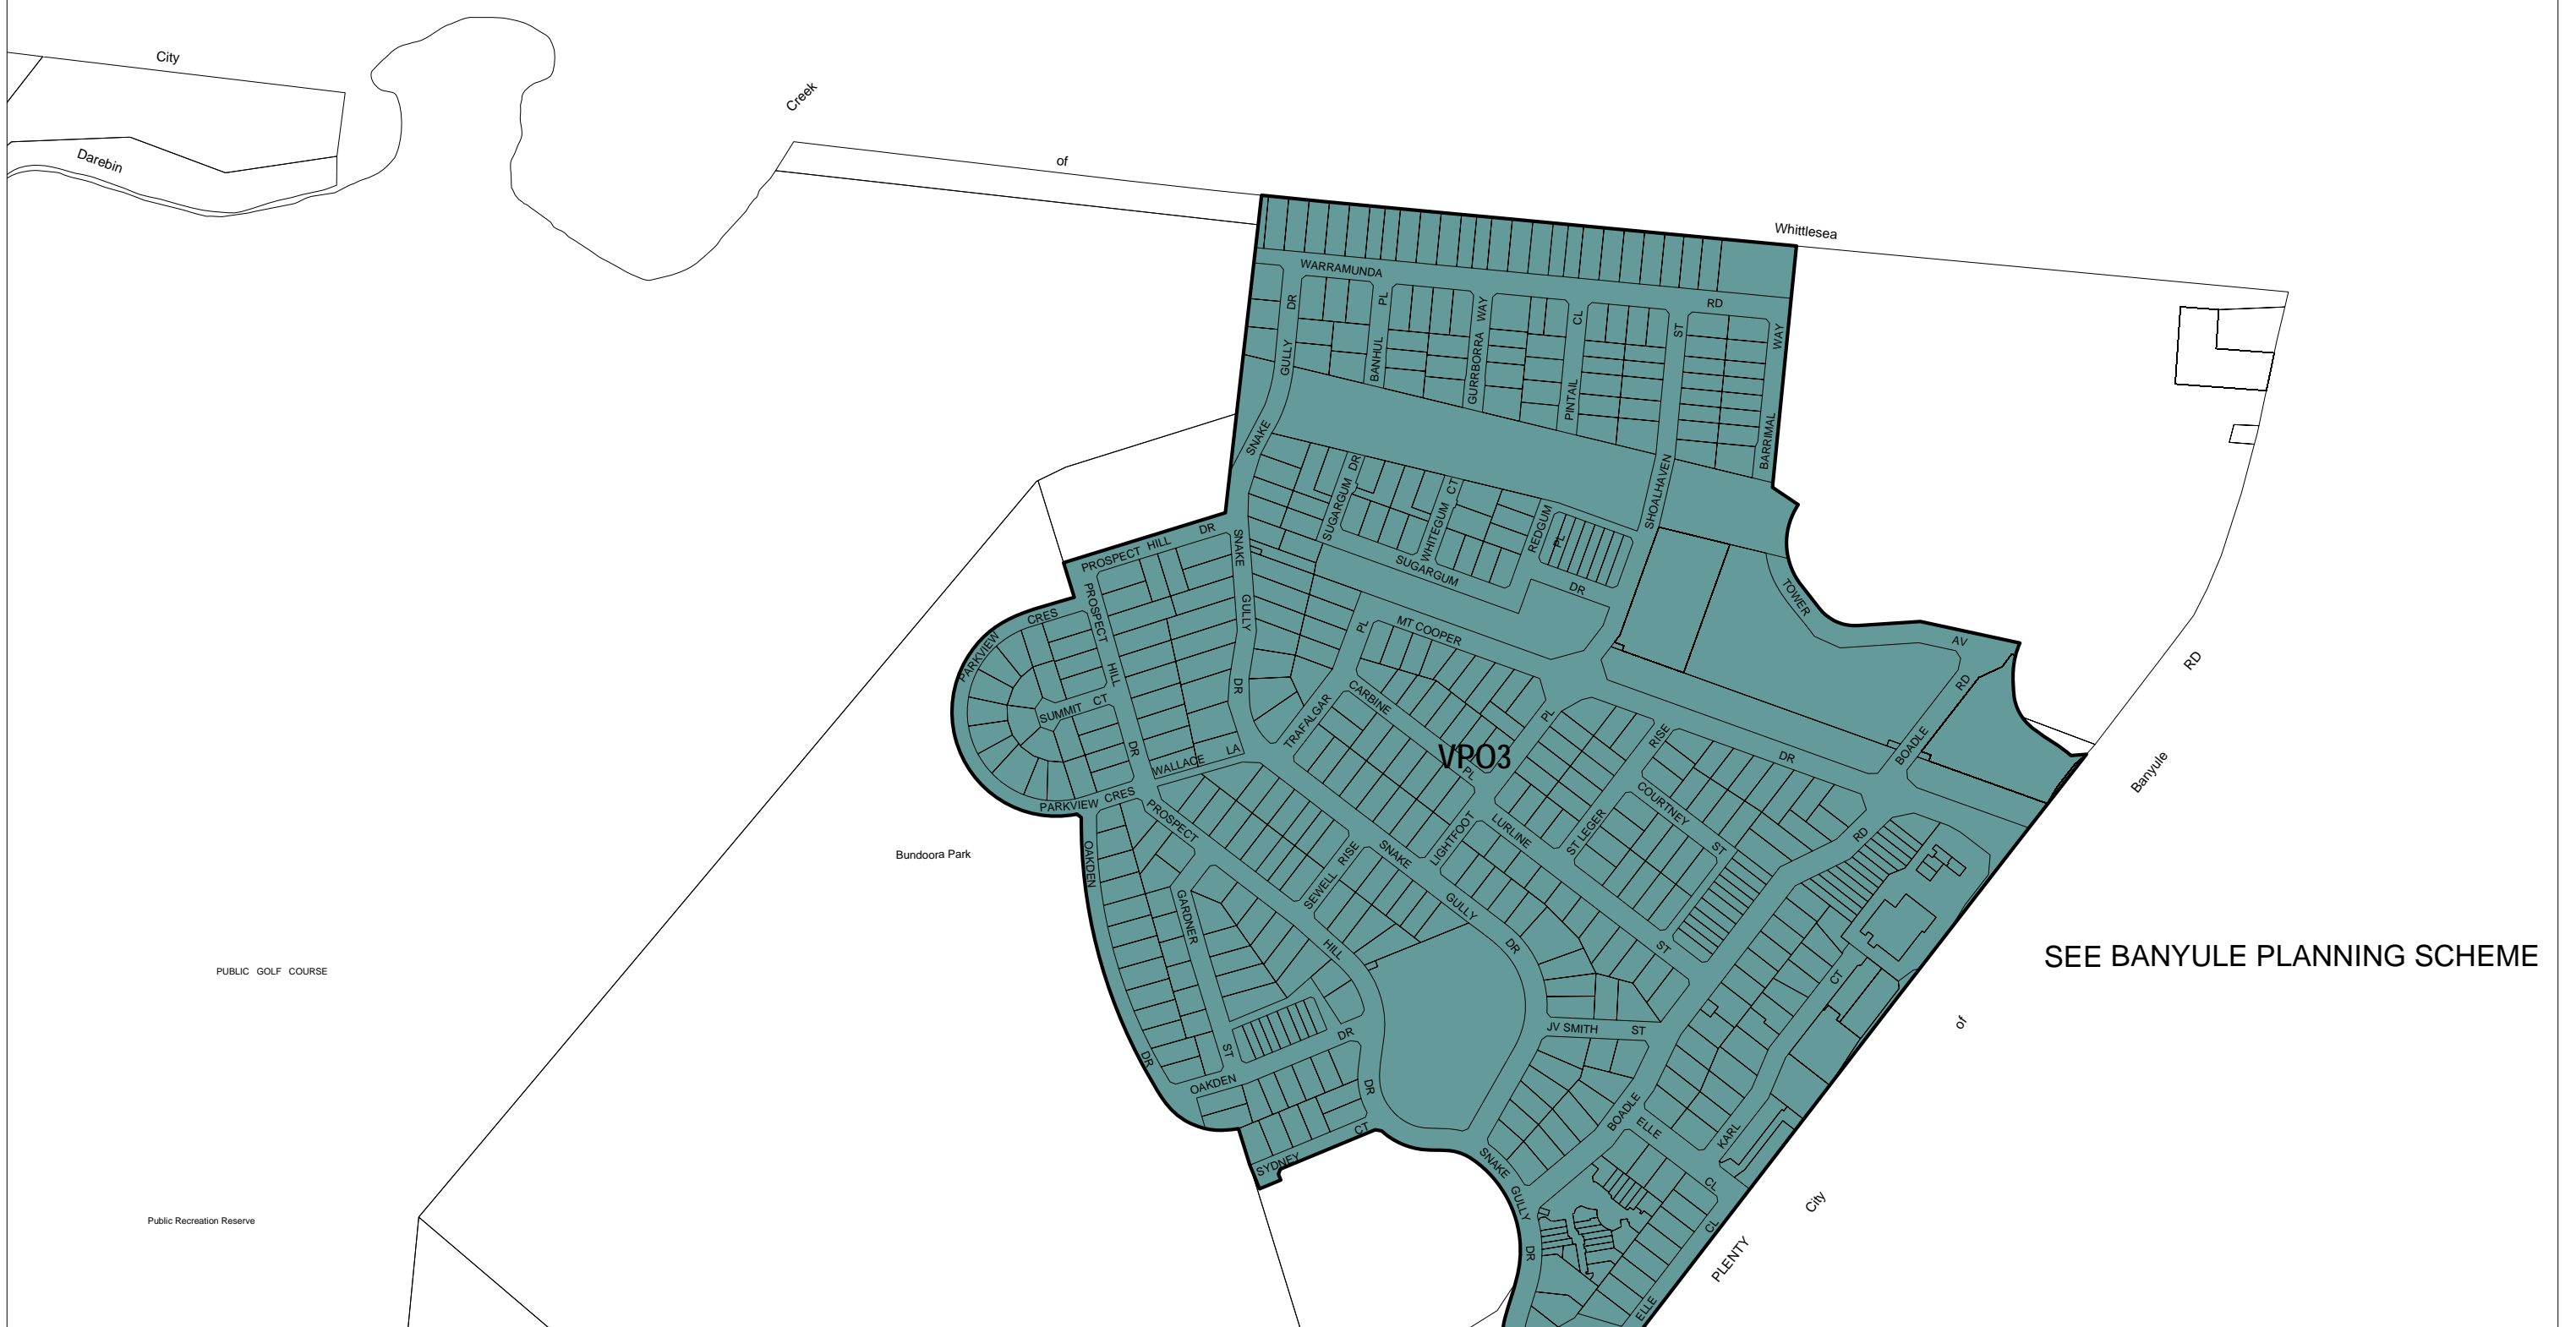 City
Creek
Darebin
of
Whittlesea
WARRAMUNDA
RD
DR
GULLY
SNAKE
PL
BANHUL
WAY
GURRBORRA
CL
PINTAIL
ST
SHOALHAVEN
WAY
BARRIMAL
DR
SUGARGUM
CT
WHITEGUM
REDGUM
PL
SUGARGUM
DR
PROSPECT HILL DR
SNAKE
GULLY
DR
PROSPECT
HILL
DR
PARKVIEW
CRES
SUMMIT CT
WALLACE LA
PARKVIEW CRES
TOWER
AV
RD
BOADLE
MT COOPER
DR
PL
TRAFALGAR
CARBINE
PL
PL
LIGHTFOOT
VPO3
RISE
ST LEGER
COURTNEY
ST
LURLINE
ST
RD
BOADLE
PROSPECT
HILL
DR
SEWELL RISE
SNAKE
GULLY
DR
OAKDEN
DR
GARDNER
ST
OAKDEN
DR
SYDNEY
CT
JV SMITH ST
CT
KARL
ELLE
CL
CL
ELLE
SNAKE
GULLY
DR
RD
Banyule
of
City
PLENTY
Bundoora Park
PUBLIC GOLF COURSE
Public Recreation Reserve
SEE BANYULE PLANNING SCHEME